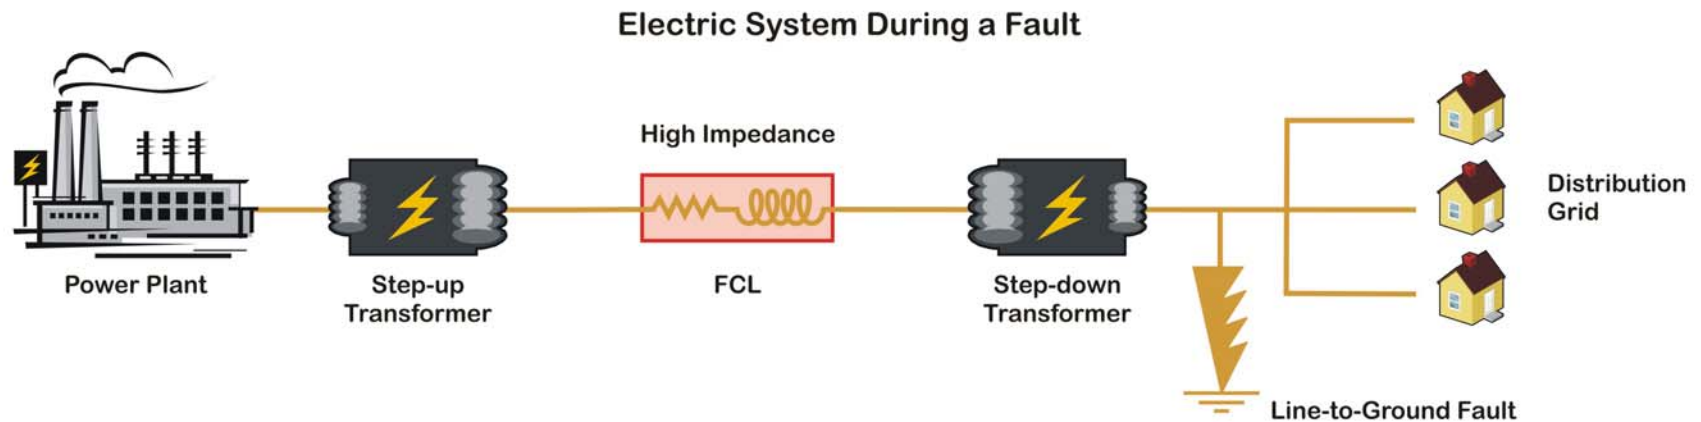 Electric System During a Fault
High Impedance
Distribution
Grid
Power Plant
Step-up
Transformer
FCL
Step-down
Transformer
Line-to-Ground Fault